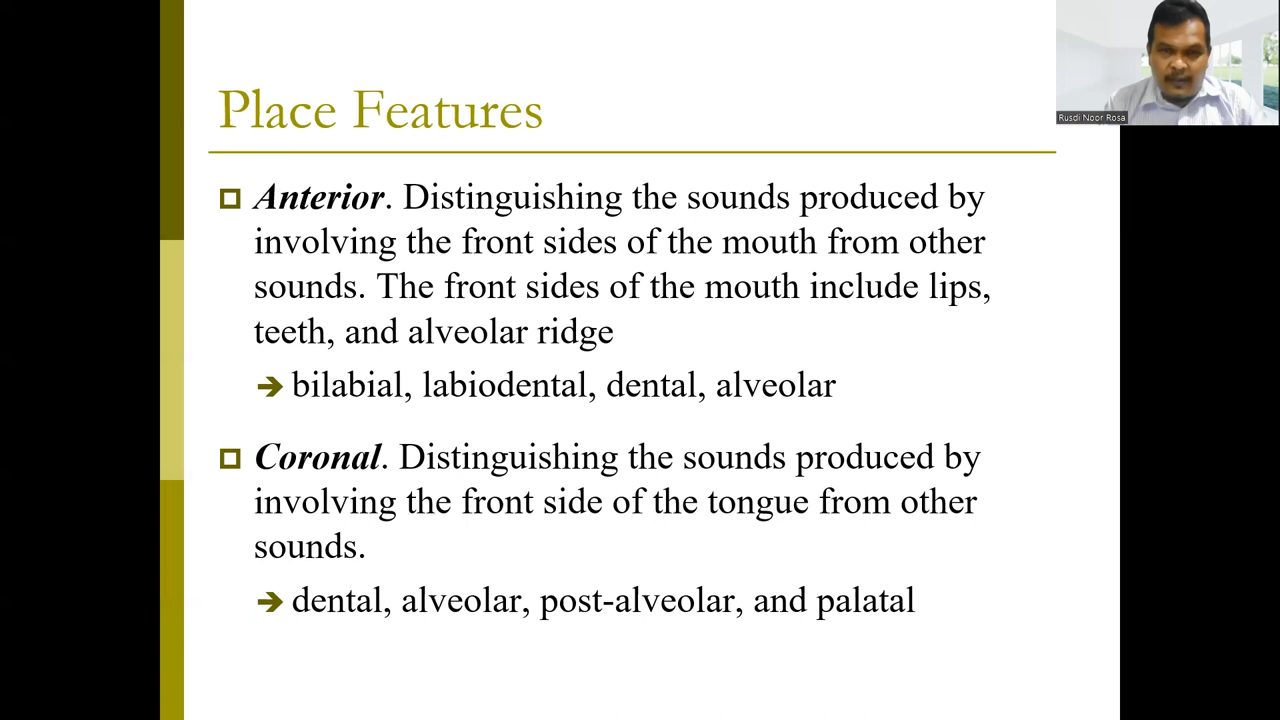 Place Features
Anterior. Distinguishing the sounds produced by
involving the front sides of the mouth from other
sounds. The front sides of the mouth include lips,
teeth, and alveolar ridge
bilabial, labiodental, dental, alveolar
Coronal. Distinguishing the sounds produced by
involving the front side of the tongue from other
sounds.
dental, alveolar, post-alveolar, and palatal
Rusdi Noor Rosa